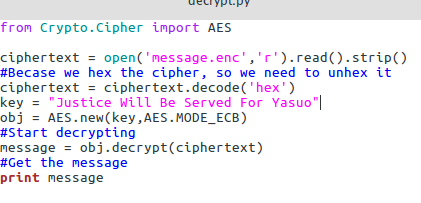 decrypt.py
from Crypto.Cipher import AES
ciphertext = open('message.enc','r').read().strip()
#Becase we hex the cipher, so we need to unhex it
ciphertext = ciphertext.decode('hex')
key = "Justice Will Be Served For Yasuo"
obj = AES.new(key,AES.MODE_ECB)
#Start decrypting
message = obj.decrypt(ciphertext)
#Get the message
print message